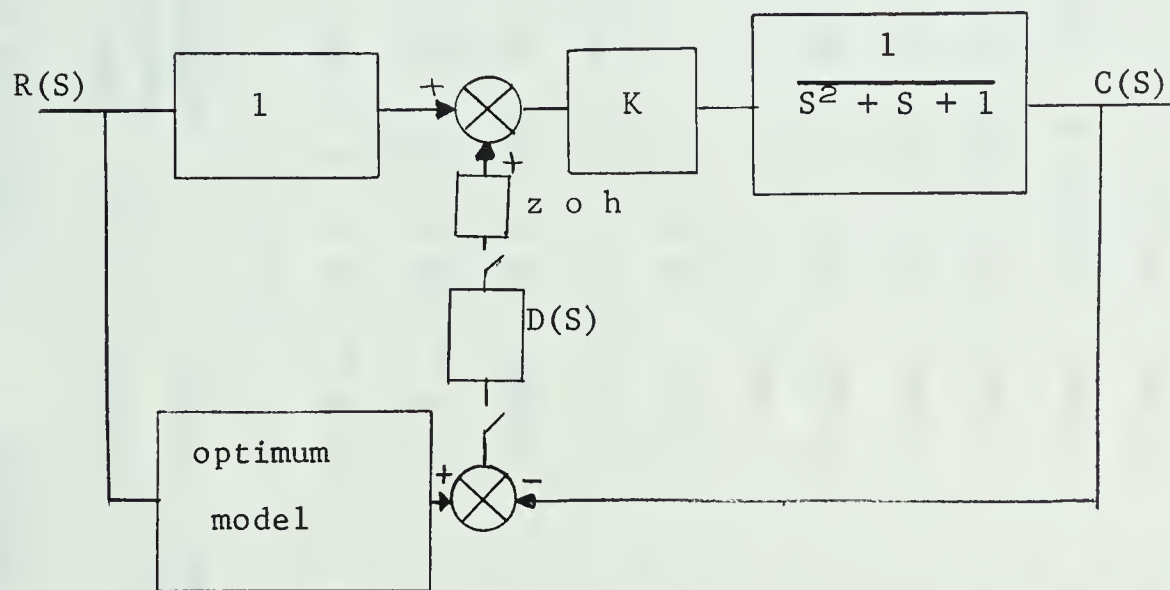 R(S)
1
+
+
z o h
K
1
S² + S + 1
C(S)
D(S)
optimum
model
+
-